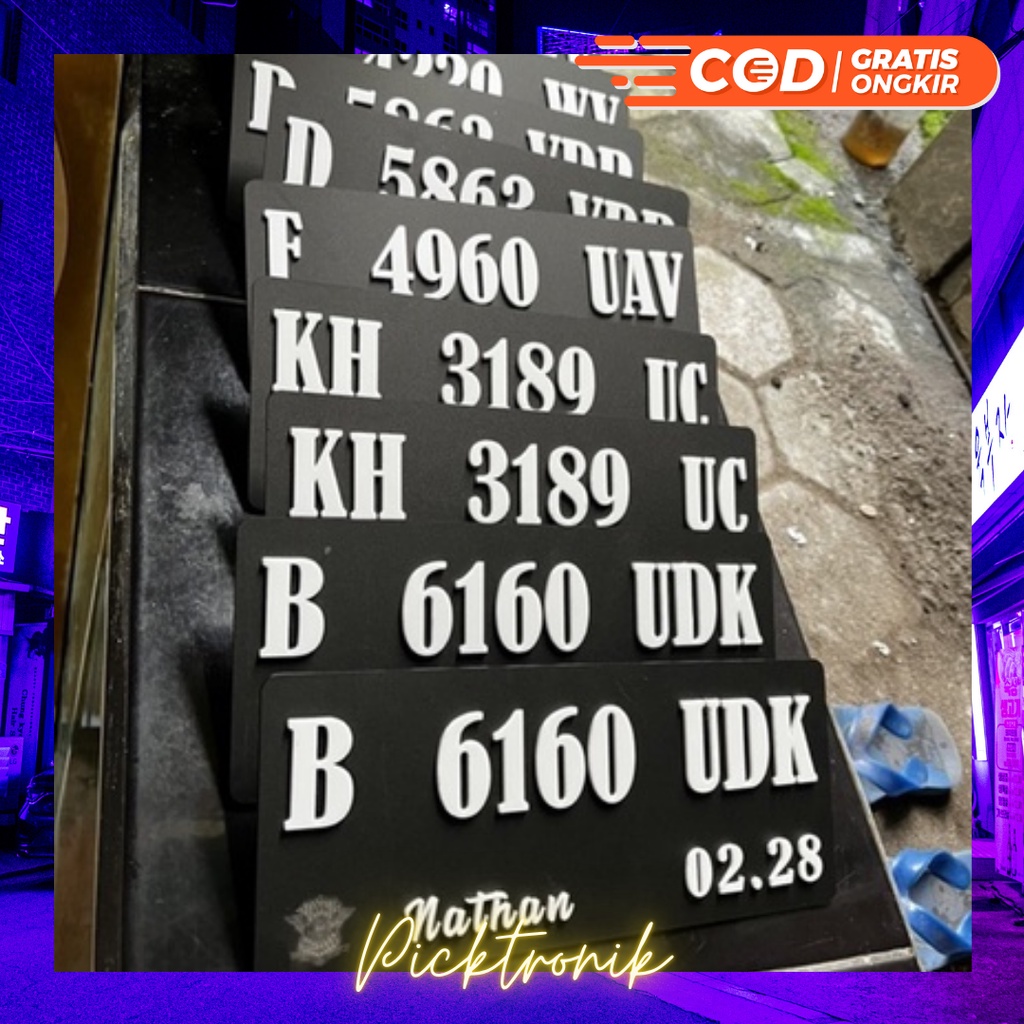 COD | GRATIS ONGKIR
D 5863
F 4960 UAV
KH 3189 UC
KH 3189 UC
B 6160 UDK
B 6160 UDK
02.28
Nathan
Picktronik